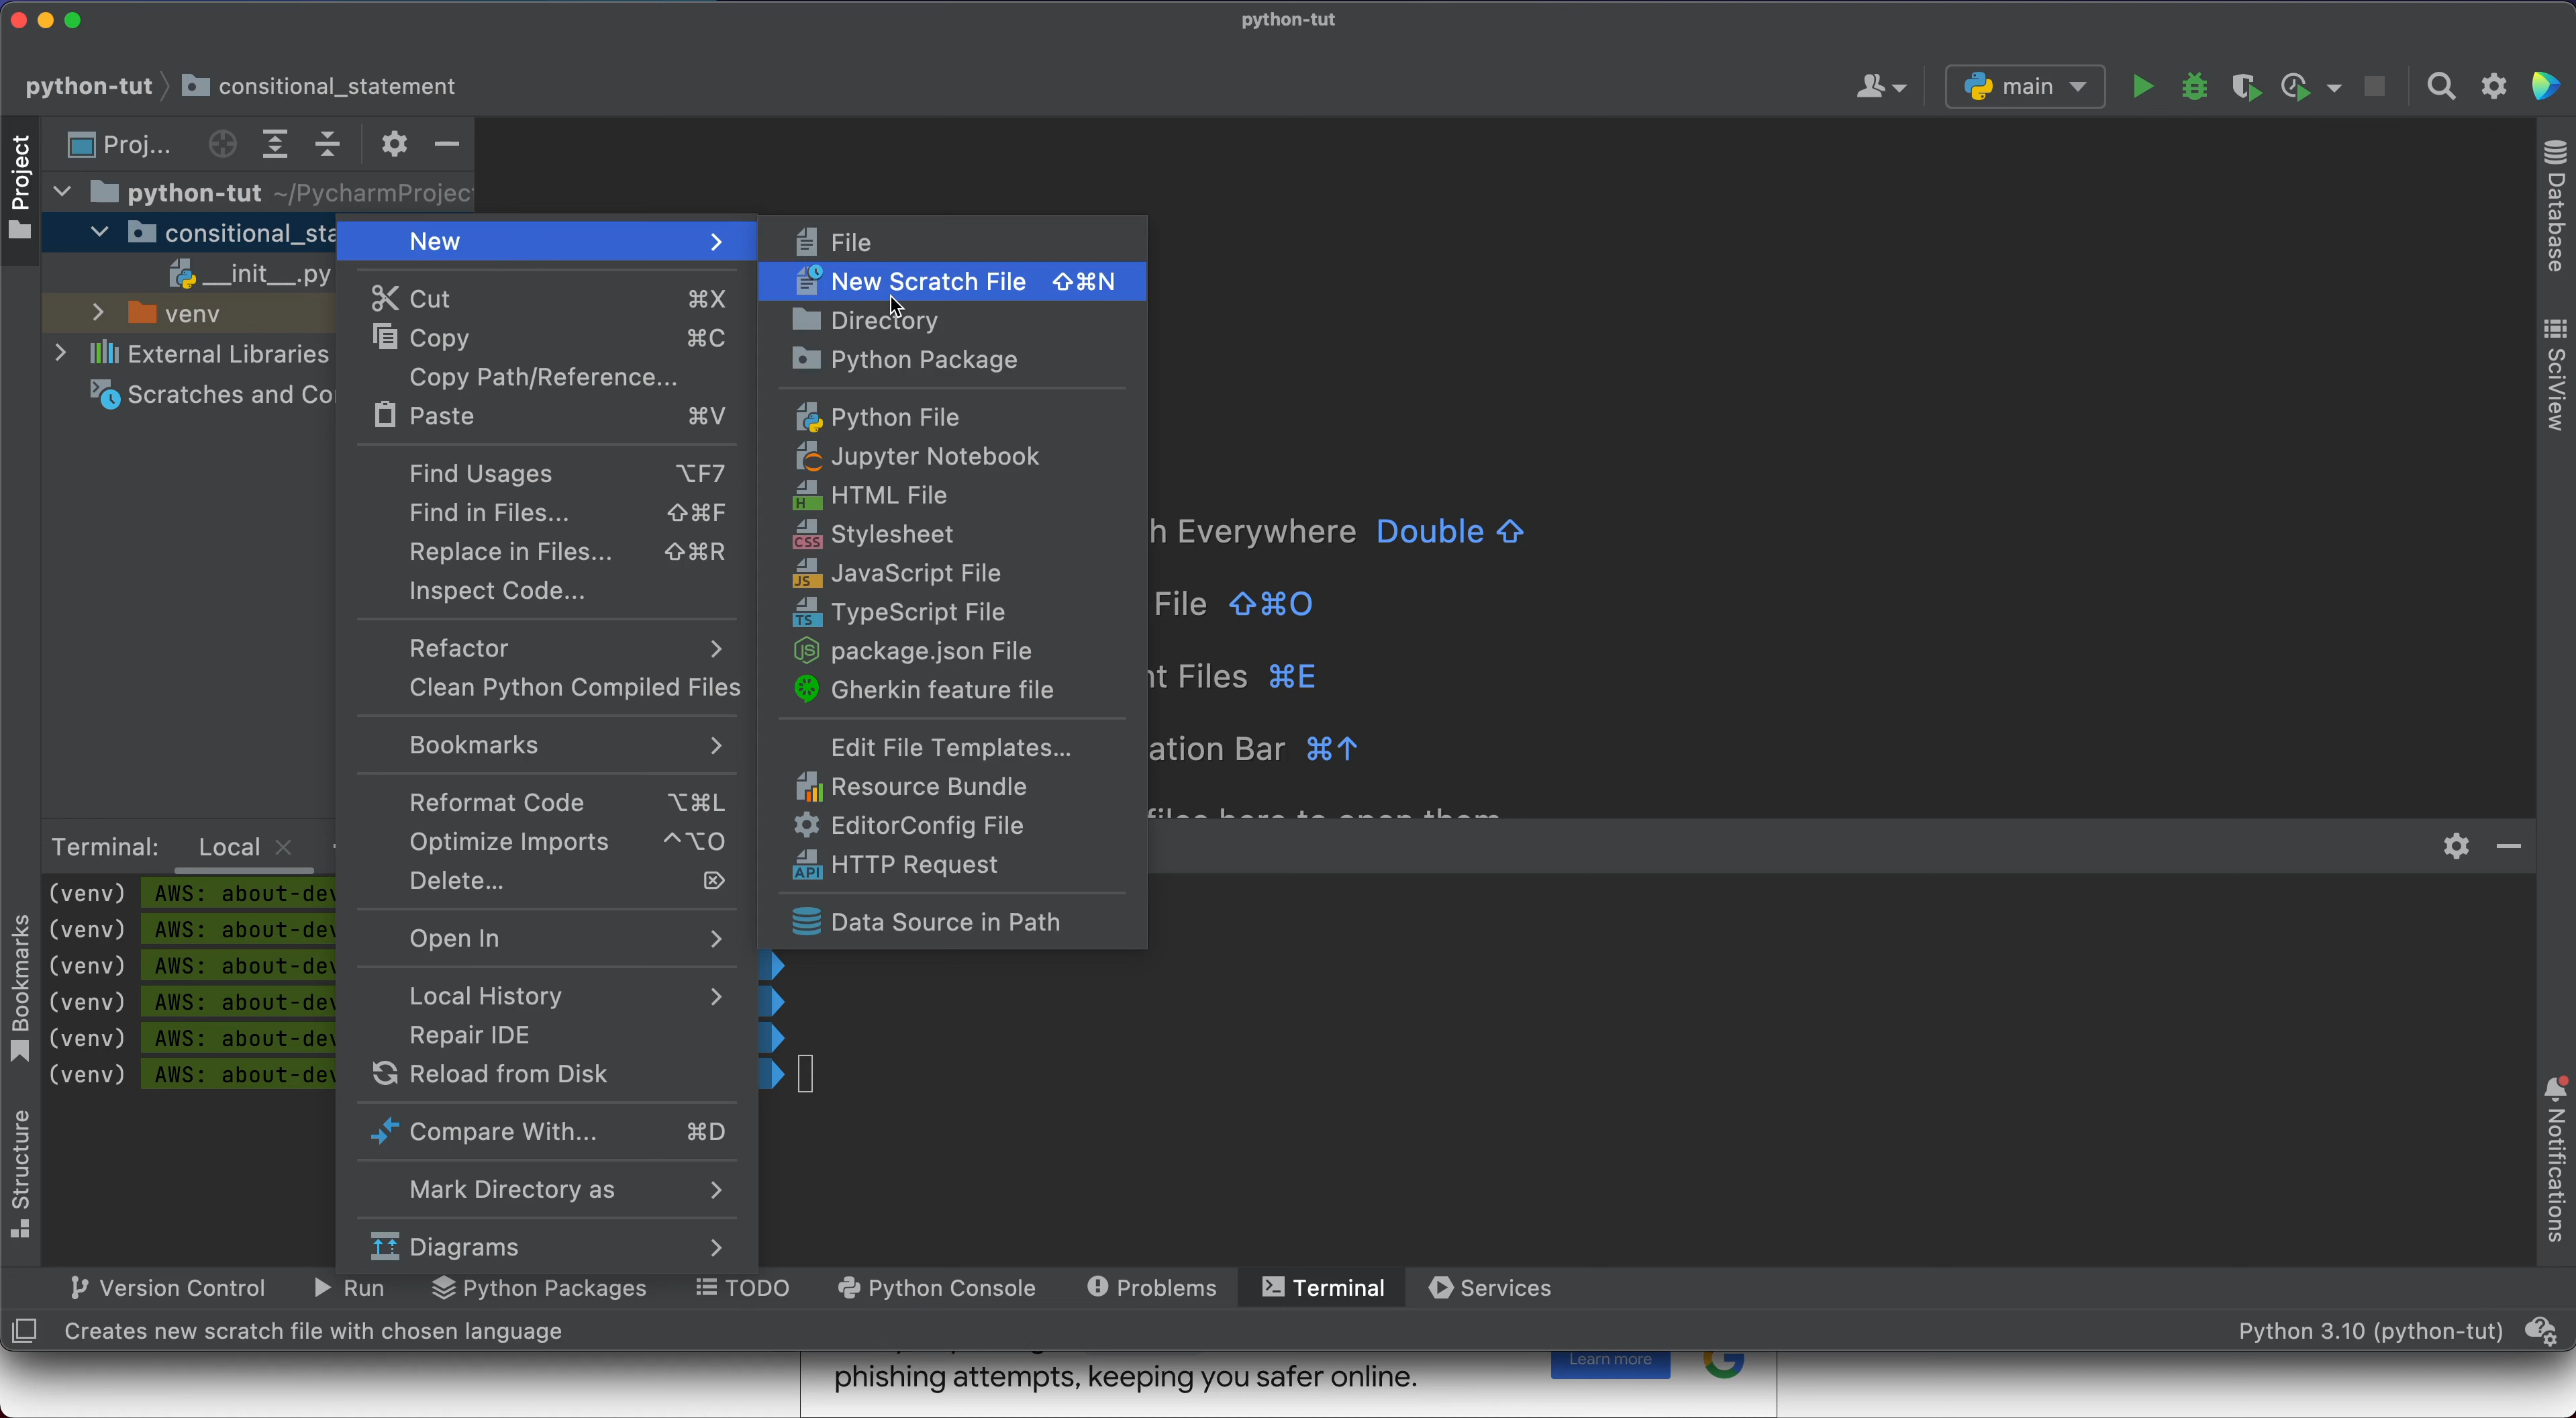 python-tut
python-tut
consitional_statement
main
Proj...
Project
python-tut ~/PycharmProjec
consitional_sta
__init__.py
venv
External Libraries
Scratches and Co
New
Cut ⌘X
Copy ⌘C
Copy Path/Reference...
Paste ⌘V
Find Usages ⌥F7
Find in Files... ⇧⌘F
Replace in Files... ⇧⌘R
Inspect Code...
Refactor
Clean Python Compiled Files
Bookmarks
Reformat Code ⌥⌘L
Optimize Imports ^⌥O
Delete... ⌦
Open In
Local History
Repair IDE
Reload from Disk
Compare With... ⌘D
Mark Directory as
Diagrams
File
New Scratch File ⇧⌘N
Directory
Python Package
Python File
Jupyter Notebook
HTML File
Stylesheet
JavaScript File
TypeScript File
package.json File
Gherkin feature file
Edit File Templates...
Resource Bundle
EditorConfig File
HTTP Request
Data Source in Path
h Everywhere Double ⇧
File ⇧⌘O
nt Files ⌘E
ation Bar ⌘↑
files here to open them
Database
SciView
Notifications
Terminal: Local
(venv) AWS: about-dev
(venv) AWS: about-dev
(venv) AWS: about-dev
(venv) AWS: about-dev
(venv) AWS: about-dev
(venv) AWS: about-dev
Bookmarks
Structure
Version Control
Run
Python Packages
TODO
Python Console
Problems
Terminal
Services
Creates new scratch file with chosen language
Python 3.10 (python-tut)
phishing attempts, keeping you safer online.
Learn more